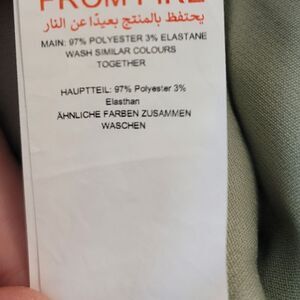 FROM FIRE
يحتفظ بالمنتج بعيدًا عن النار
MAIN: 97% POLYESTER 3% ELASTANE
WASH SIMILAR COLOURS
TOGETHER
HAUPTTEIL: 97% Polyester 3%
Elasthan
ÄHNLICHE FARBEN ZUSAMMEN
WASCHEN